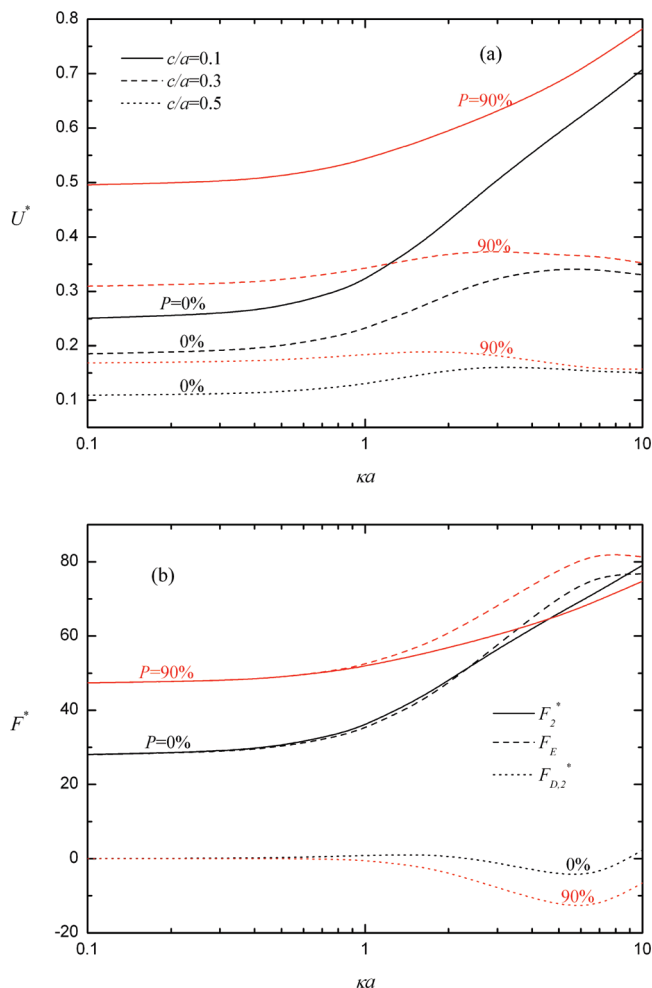 0.8
(a)
c/a=0.1
c/a=0.3
c/a=0.5
0.7
P=90%
0.6
0.5
U*
0.4
90%
0.3
P=0%
0%
0.2
90%
0%
0.1
0.1 1 10
κa
80
(b)
60
P=90%
40
F*
P=0%
F2*
FE
FD,2*
20
0
0%
90%
-20
0.1 1 10
κa